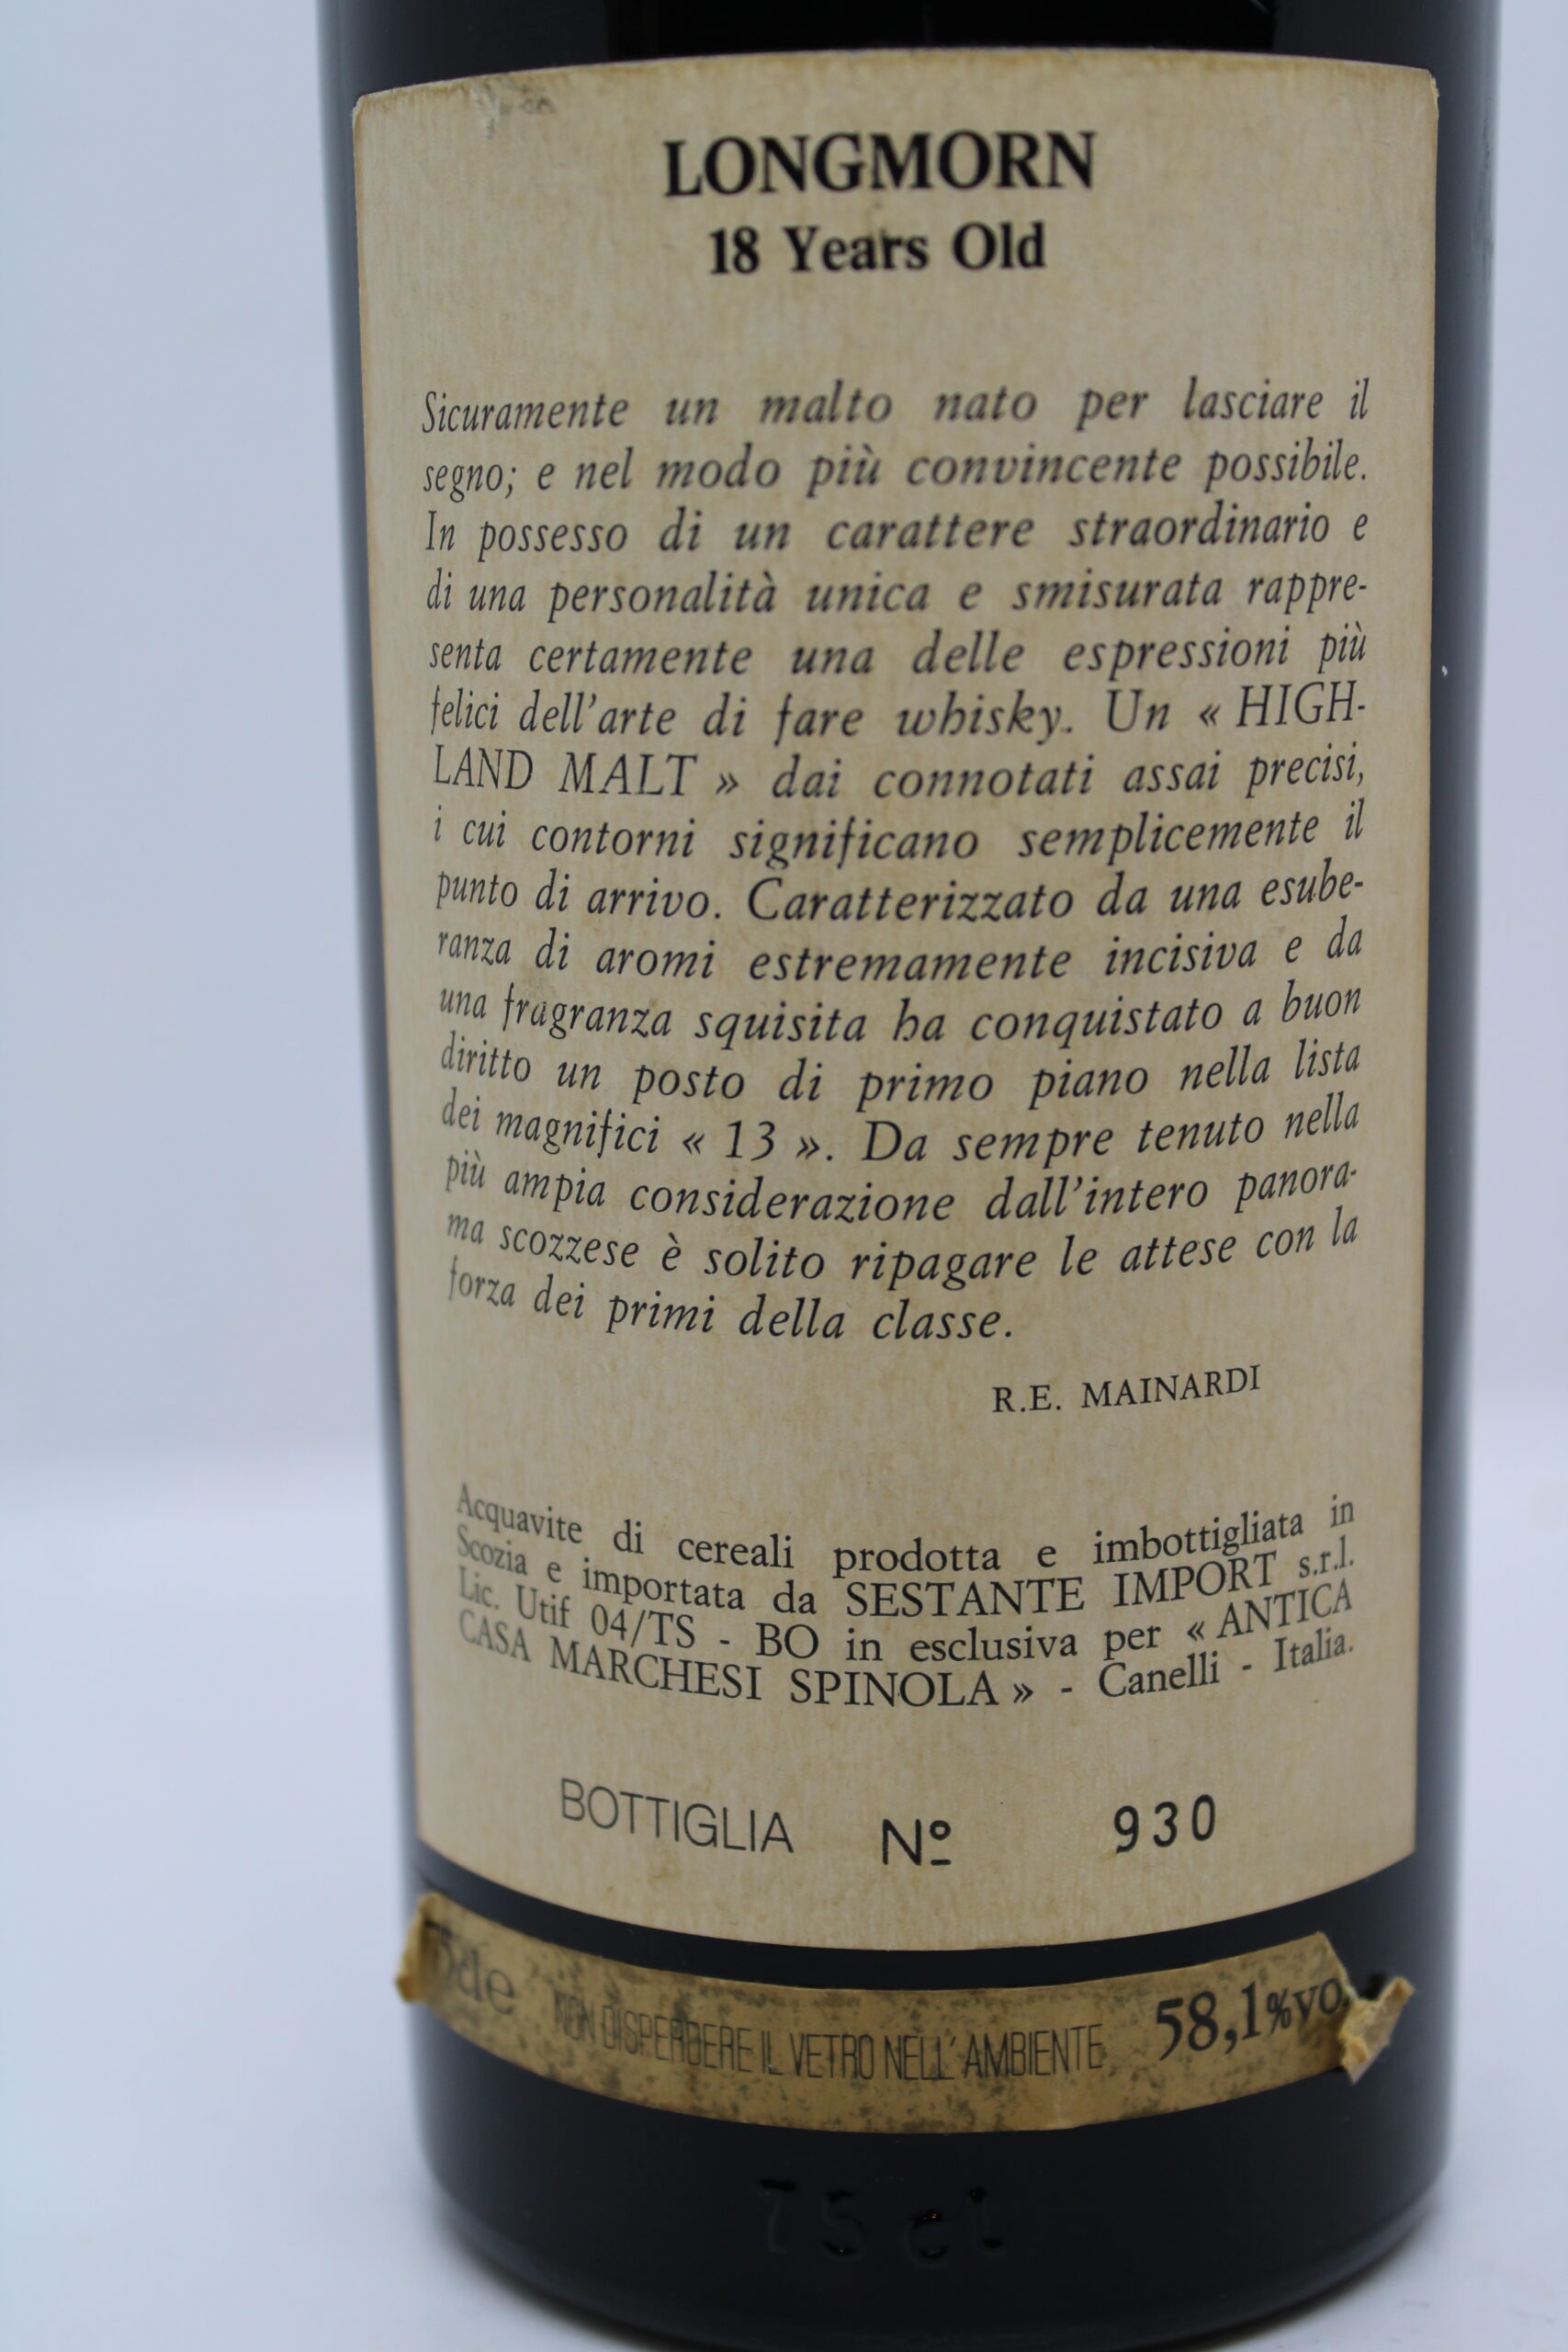 LONGMORN
18 Years Old
Sicuramente un malto nato per lasciare il
segno; e nel modo più convincente possibile.
In possesso di un carattere straordinario e
di una personalità unica e smisurata rappre-
senta certamente una delle espressioni più
felici dell'arte di fare whisky. Un « HIGH-
LAND MALT » dai connotati assai precisi,
i cui contorni significano semplicemente il
punto di arrivo. Caratterizzato da una esube-
ranza di aromi estremamente incisiva e da
una fragranza squisita ha conquistato a buon
diritto un posto di primo piano nella lista
dei magnifici « 13 ». Da sempre tenuto nella
più ampia considerazione dall'intero panora-
ma scozzese è solito ripagare le attese con la
forza dei primi della classe.
R.E. MAINARDI
Acquavite di cereali prodotta e imbottigliata in
Scozia e importata da SESTANTE IMPORT s.r.l.
Lic. Utif 04/TS - BO in esclusiva per « ANTICA
CASA MARCHESI SPINOLA » - Canelli - Italia.
BOTTIGLIA Nº 930
NON DISPERDERE IL VETRO NELL'AMBIENTE 58,1%vo
75 cl